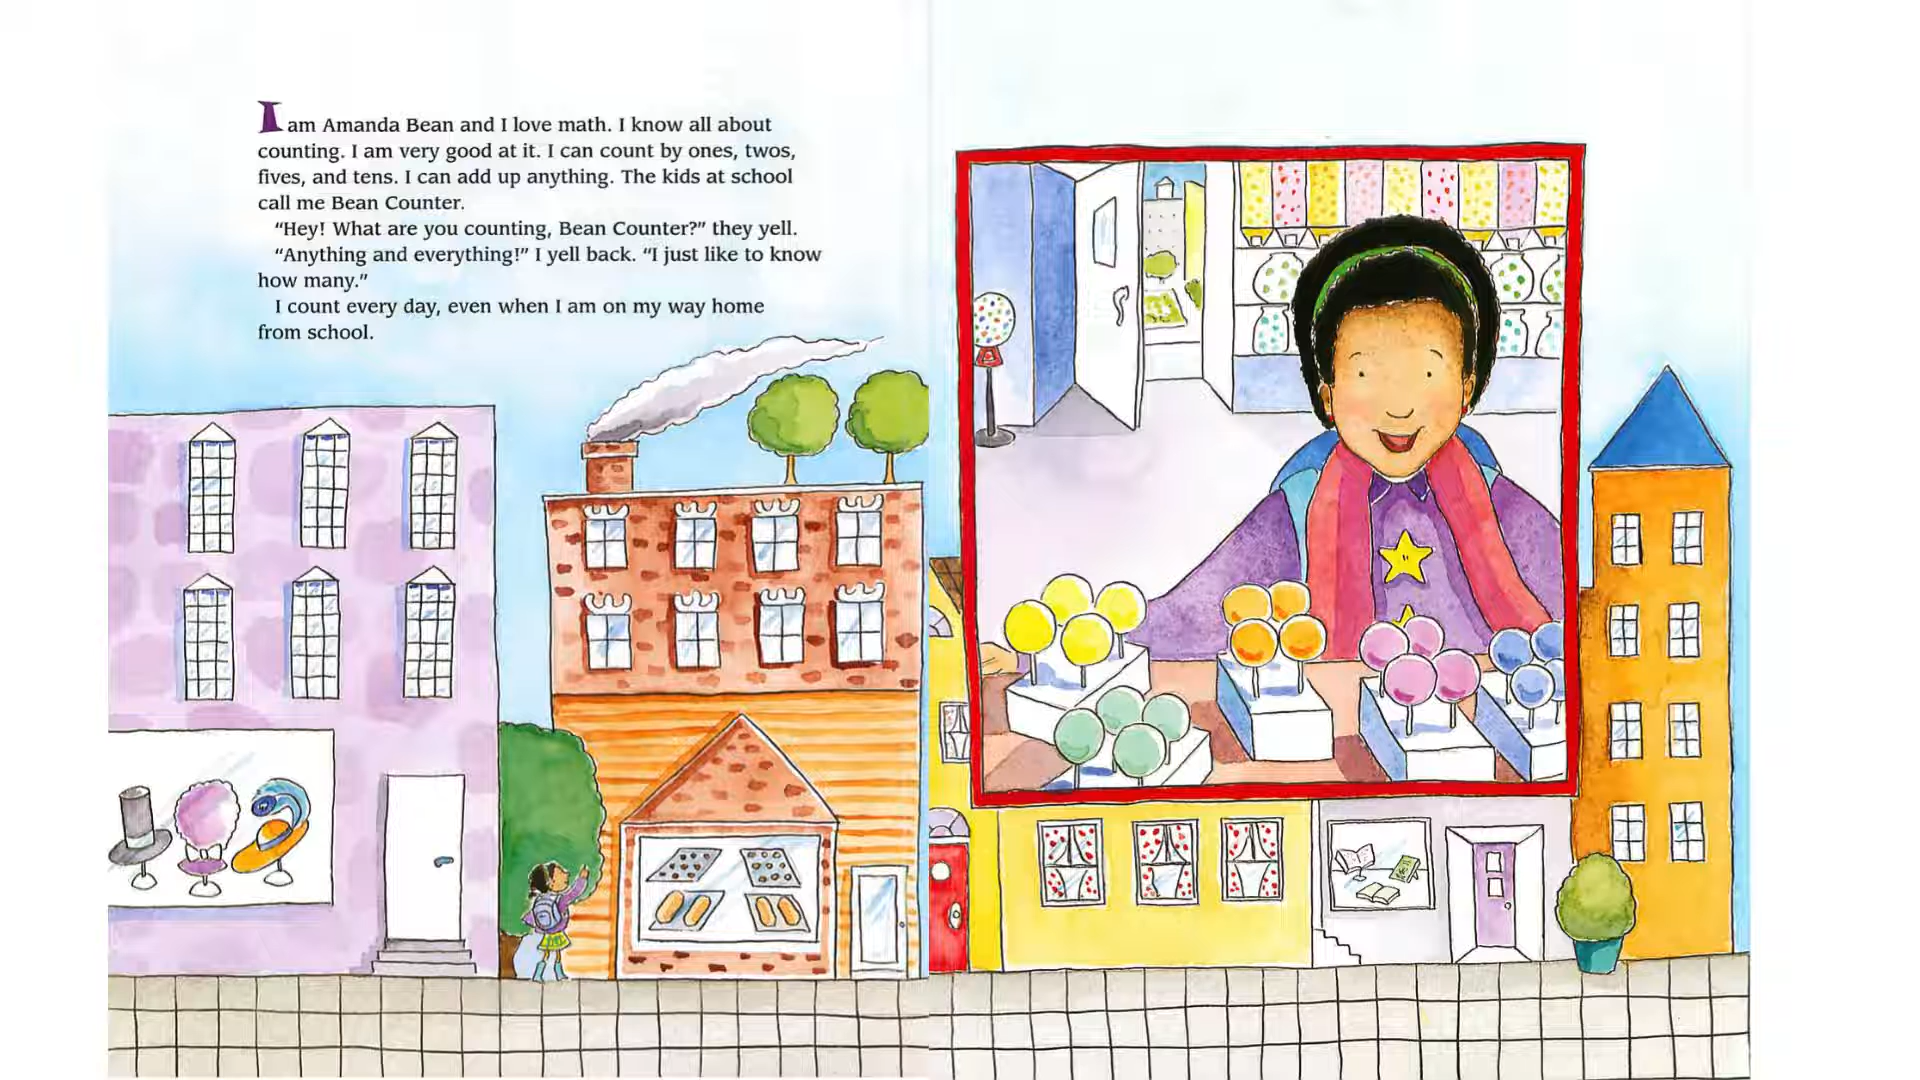 I am Amanda Bean and I love math. I know all about
counting. I am very good at it. I can count by ones, twos,
fives, and tens. I can add up anything. The kids at school
call me Bean Counter.
“Hey! What are you counting, Bean Counter?” they yell.
“Anything and everything!” I yell back. “I just like to know
how many.”
I count every day, even when I am on my way home
from school.